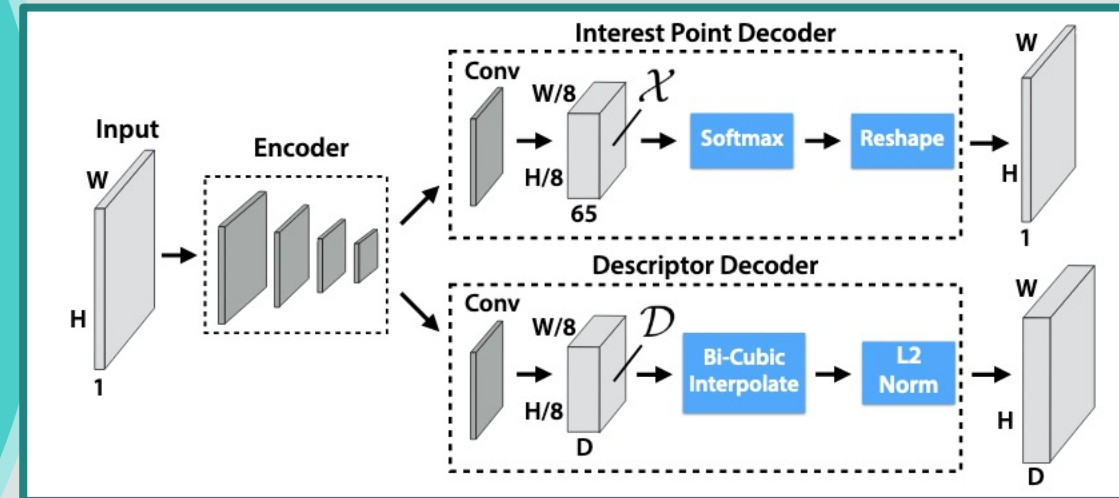 Input
W
H
1
Encoder
Interest Point Decoder
Conv
W/8
H/8
65
𝒳
Softmax
Reshape
W
H
1
Descriptor Decoder
Conv
W/8
H/8
D
𝒟
Bi-Cubic
Interpolate
L2
Norm
W
H
D